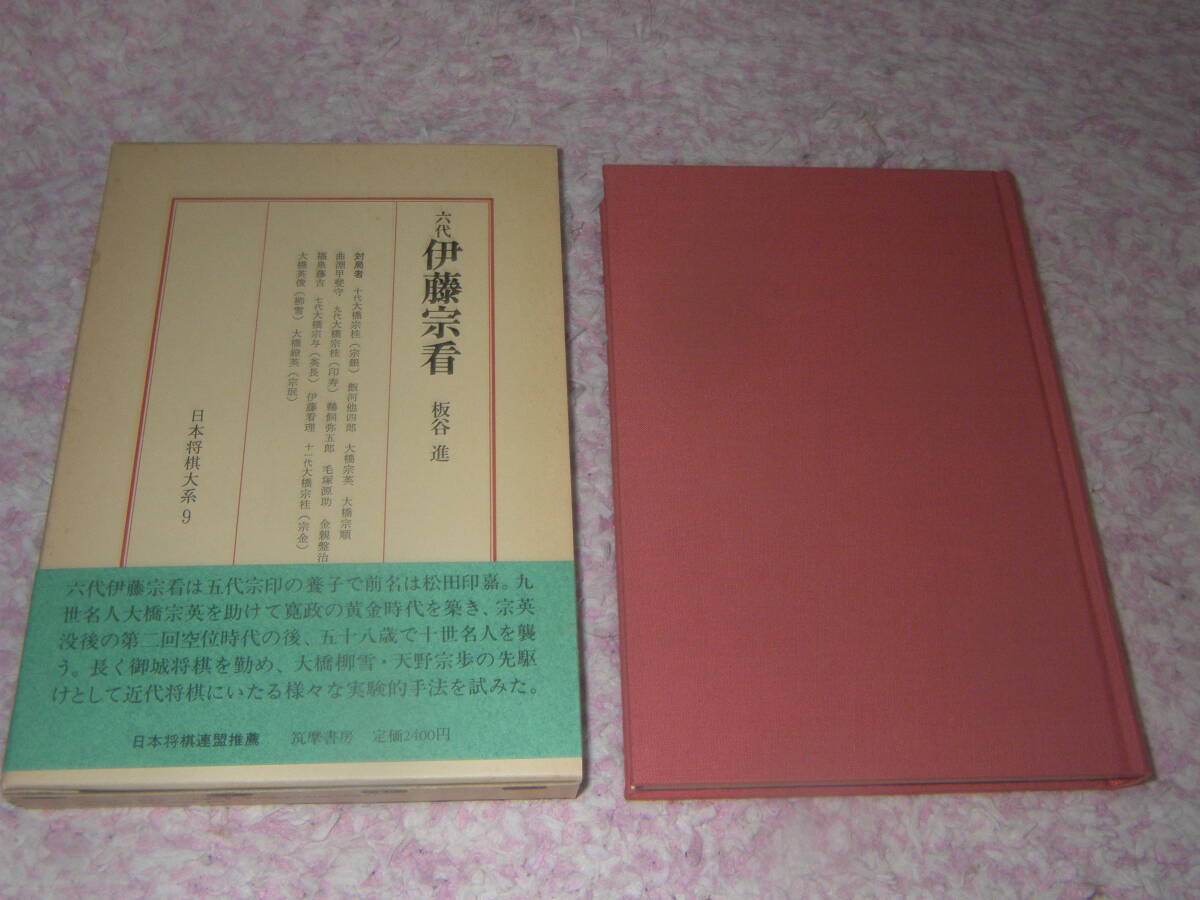 六代 伊藤宗看 板谷 進
対局者 十代大橋宗桂(宗銀) 飯河他四郎 大橋宗英 大橋宗順
曲淵甲斐守 九代大橋宗桂(印寿) 鵜飼弥五郎 毛塚源助 金親盤治
福泉藤吉 七代大橋宗与(英長) 伊藤看理 十一代大橋宗桂(宗金)
大橋英俊(柳雪) 大橋鐐英(宗珉)
日本将棋大系 9
六代伊藤宗看は五代宗印の養子で前名は松田印嘉。九
世名人大橋宗英を助けて寛政の黄金時代を築き、宗英
没後の第二回空位時代の後、五十八歳で十世名人を襲
う。長く御城将棋を勤め、大橋柳雪・天野宗歩の先駆
けとして近代将棋にいたる様々な実験的手法を試みた。
日本将棋連盟推薦 筑摩書房 定価2400円